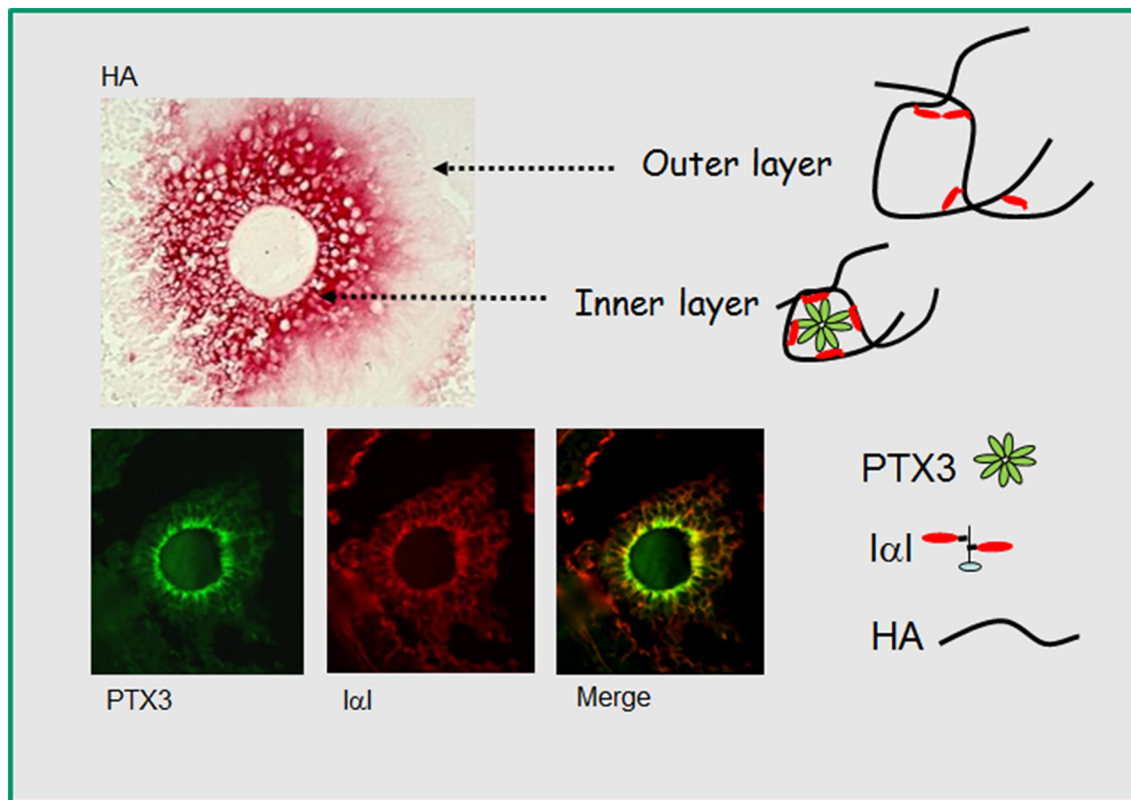 HA
Outer layer
Inner layer
PTX3
IαI
HA
PTX3
IαI
Merge